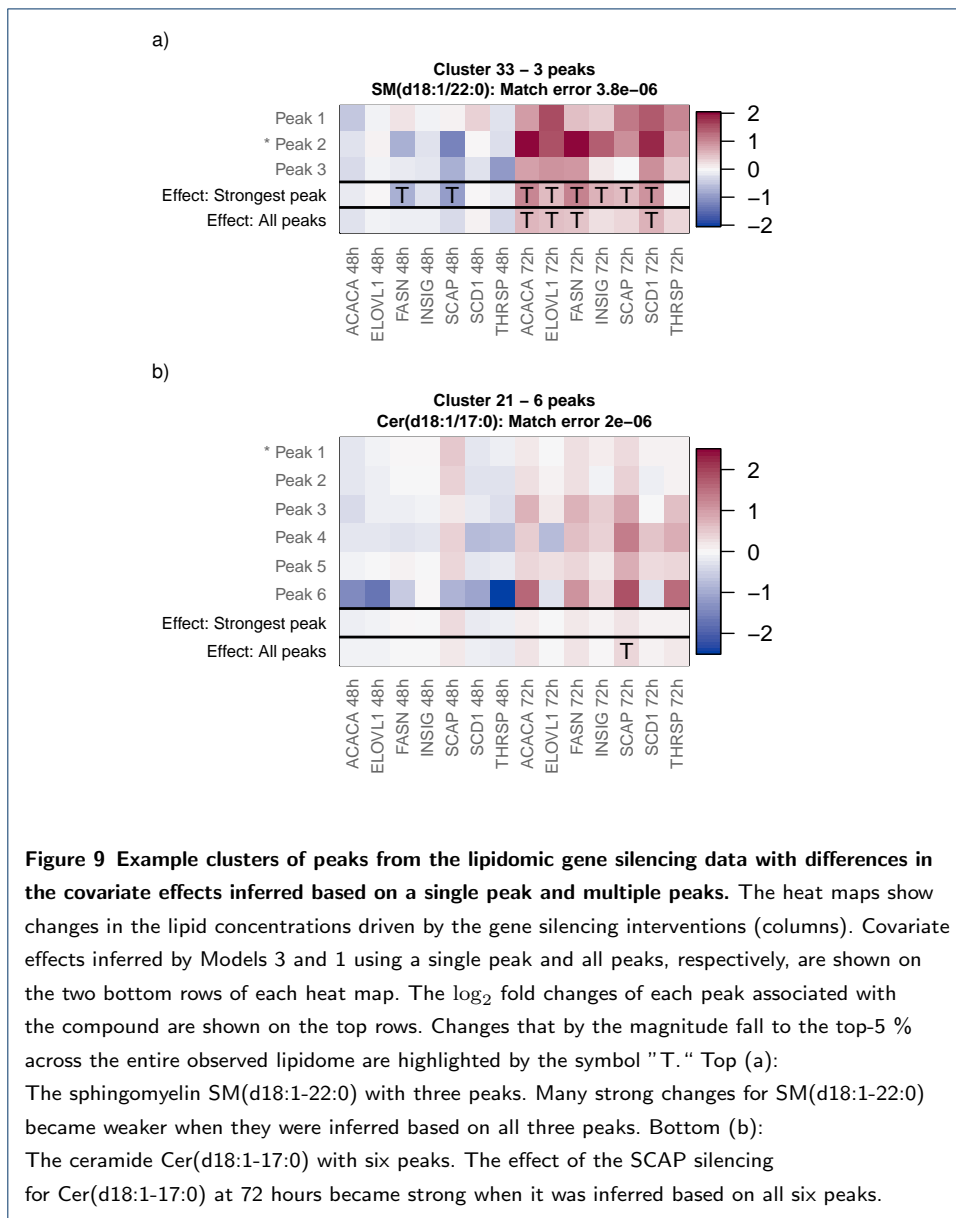 a)
Cluster 33 – 3 peaks
SM(d18:1/22:0): Match error 3.8e−06
Peak 1
* Peak 2
Peak 3
Effect: Strongest peak T T T T T T T T
Effect: All peaks T T T T
2
1
0
−1
−2
ACACA 48h
ELOVL1 48h
FASN 48h
INSIG 48h
SCAP 48h
SCD1 48h
THRSP 48h
ACACA 72h
ELOVL1 72h
FASN 72h
INSIG 72h
SCAP 72h
SCD1 72h
THRSP 72h
b)
Cluster 21 – 6 peaks
Cer(d18:1/17:0): Match error 2e−06
* Peak 1
Peak 2
Peak 3
Peak 4
Peak 5
Peak 6
Effect: Strongest peak
Effect: All peaks T
2
1
0
−1
−2
ACACA 48h
ELOVL1 48h
FASN 48h
INSIG 48h
SCAP 48h
SCD1 48h
THRSP 48h
ACACA 72h
ELOVL1 72h
FASN 72h
INSIG 72h
SCAP 72h
SCD1 72h
THRSP 72h
Figure 9 Example clusters of peaks from the lipidomic gene silencing data with differences in
the covariate effects inferred based on a single peak and multiple peaks. The heat maps show
changes in the lipid concentrations driven by the gene silencing interventions (columns). Covariate
effects inferred by Models 3 and 1 using a single peak and all peaks, respectively, are shown on
the two bottom rows of each heat map. The log₂ fold changes of each peak associated with
the compound are shown on the top rows. Changes that by the magnitude fall to the top-5 %
across the entire observed lipidome are highlighted by the symbol ”T.“ Top (a):
The sphingomyelin SM(d18:1-22:0) with three peaks. Many strong changes for SM(d18:1-22:0)
became weaker when they were inferred based on all three peaks. Bottom (b):
The ceramide Cer(d18:1-17:0) with six peaks. The effect of the SCAP silencing
for Cer(d18:1-17:0) at 72 hours became strong when it was inferred based on all six peaks.